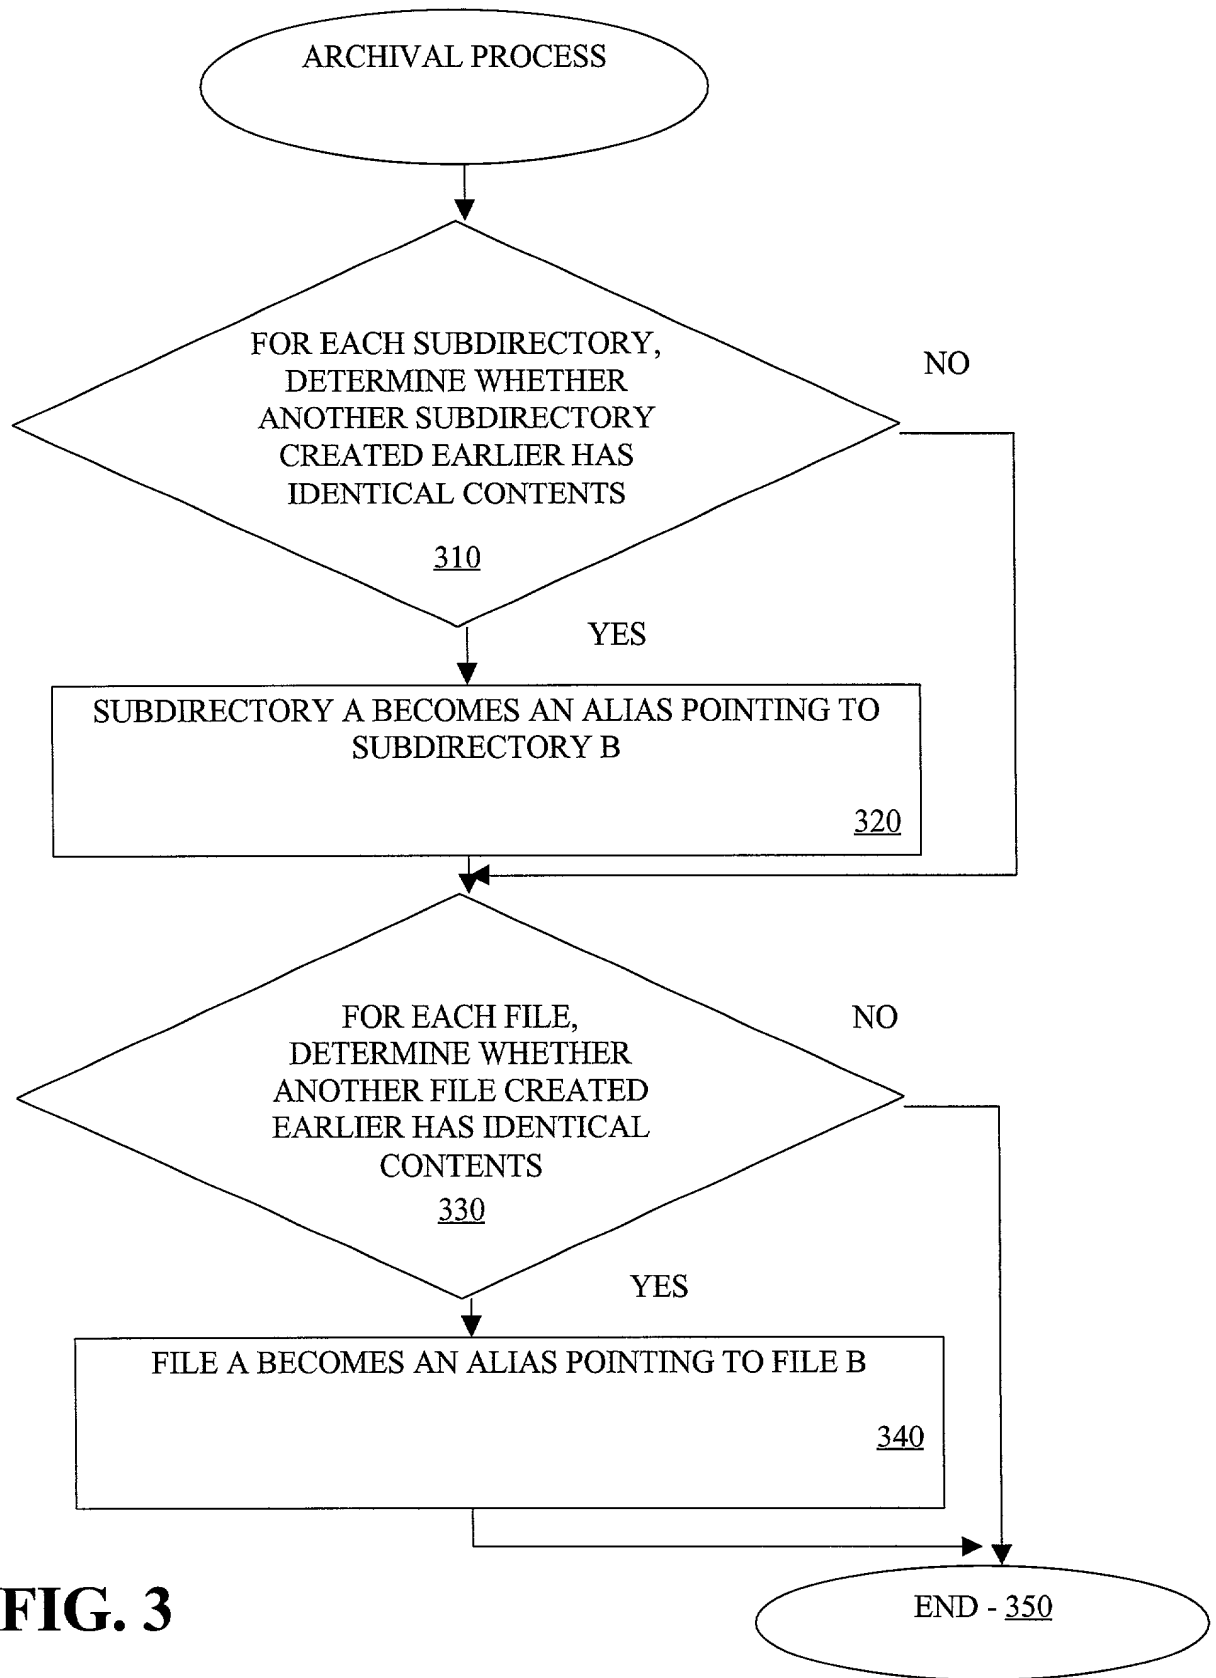 ARCHIVAL PROCESS
FOR EACH SUBDIRECTORY,
DETERMINE WHETHER
ANOTHER SUBDIRECTORY
CREATED EARLIER HAS
IDENTICAL CONTENTS
310
NO
YES
SUBDIRECTORY A BECOMES AN ALIAS POINTING TO
SUBDIRECTORY B
320
FOR EACH FILE,
DETERMINE WHETHER
ANOTHER FILE CREATED
EARLIER HAS IDENTICAL
CONTENTS
330
NO
YES
FILE A BECOMES AN ALIAS POINTING TO FILE B
340
END - 350
FIG. 3